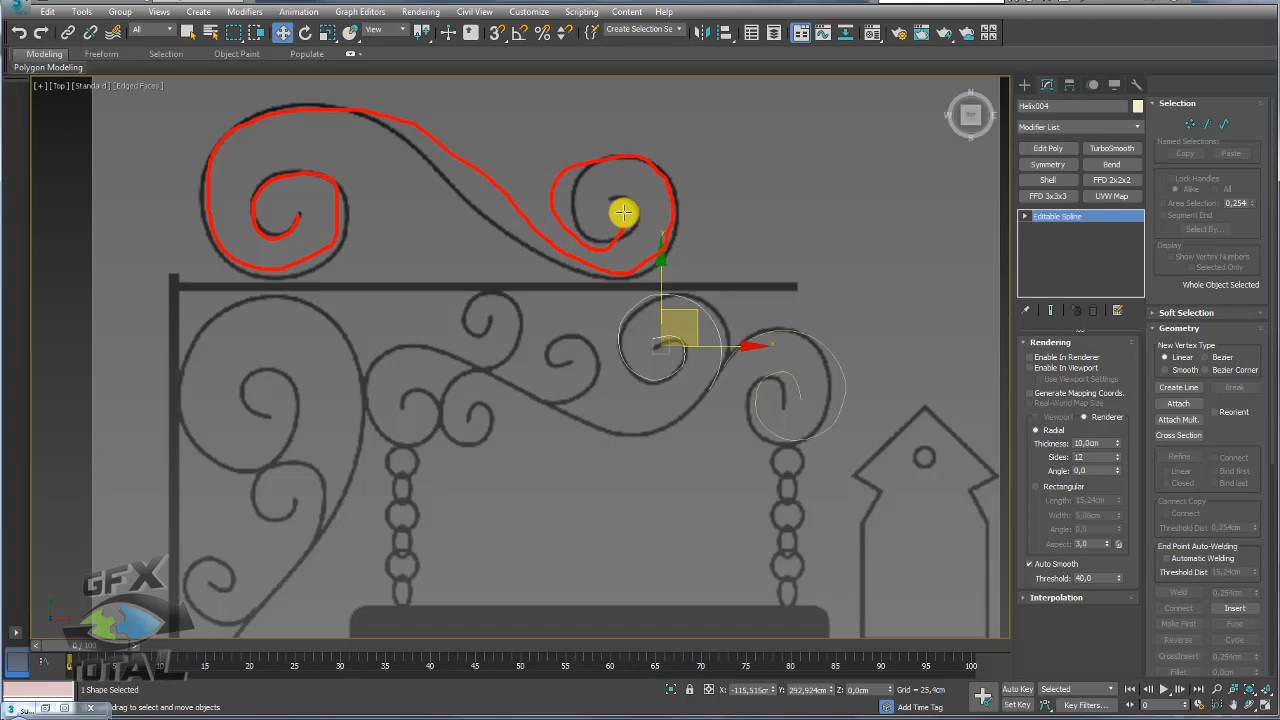 Edit Tools Group Views Create Modifiers Animation Graph Editors Rendering Civil View Customize Scripting Content Help
All View Create Selection Se
Modeling Freeform Selection Object Paint Populate
Polygon Modeling
[+] [Top] [Standard] [Edged Faces]
N
W TOP E
S
Helix004
Modifier List
Edit Poly TurboSmooth
Symmetry Bend
Shell FFD 2x2x2
FFD 3x3x3 UVW Map
Editable Spline
Rendering
Enable In Renderer
Enable In Viewport
Use Viewport Settings
Generate Mapping Coords.
Real-World Map Size
Viewport Renderer
Radial
Thickness: 10,0cm
Sides: 12
Angle: 0,0
Rectangular
Length: 15,24cm
Width: 5,08cm
Angle: 0,0
Aspect: 3,0
Auto Smooth
Threshold: 40,0
Interpolation
Selection
Named Selections:
Copy Paste
Lock Handles
Alike All
Area Selection: 0,254
Segment End
Select By...
Display
Show Vertex Numbers
Selected Only
Whole Object Selected
Soft Selection
Geometry
New Vertex Type
Linear Bezier
Smooth Bezier Corner
Create Line Break
Attach Reorient
Attach Mult.
Cross Section
Refine Connect
Linear Bind first
Closed Bind last
Connect Copy
Connect
Threshold Dist 0,254cm
End Point Auto-Welding
Automatic Welding
Threshold Dist 15,24cm
Weld 0,254cm
Connect Insert
Make First Fuse
Reverse Cycle
CrossInsert 0,254cm
Fillet
y
x
GFX
TOTAL
0 / 100
5 10 15 20 25 30 35 40 45 50 55 60 65 70 75 80 85 90 95 100
1 Shape Selected
X: -115,515cm Y: 292,924cm Z: 0,0cm Grid = 25,4cm
drag to select and move objects
Add Time Tag
Auto Key Selected
Set Key Key Filters...
0